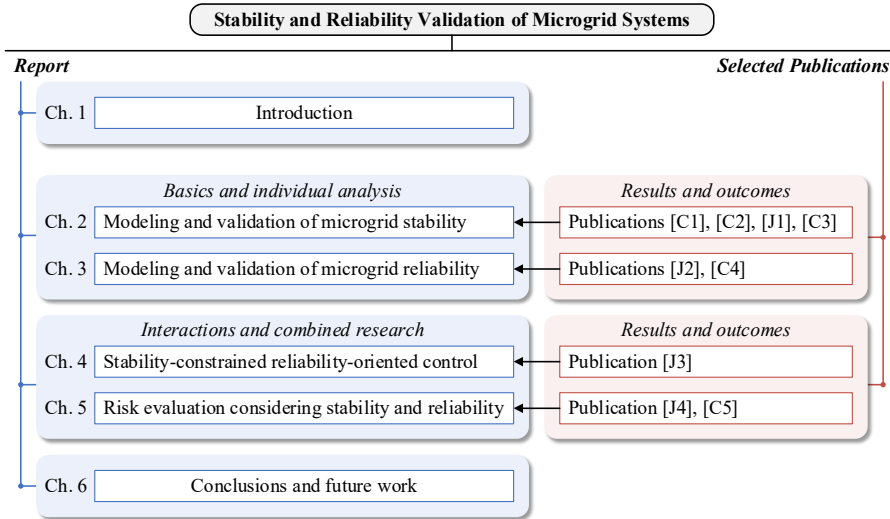 Stability and Reliability Validation of Microgrid Systems
Report
Selected Publications
Ch. 1
Introduction
Basics and individual analysis
Results and outcomes
Ch. 2
Modeling and validation of microgrid stability
Publications [C1], [C2], [J1], [C3]
Ch. 3
Modeling and validation of microgrid reliability
Publications [J2], [C4]
Interactions and combined research
Results and outcomes
Ch. 4
Stability-constrained reliability-oriented control
Publication [J3]
Ch. 5
Risk evaluation considering stability and reliability
Publication [J4], [C5]
Ch. 6
Conclusions and future work